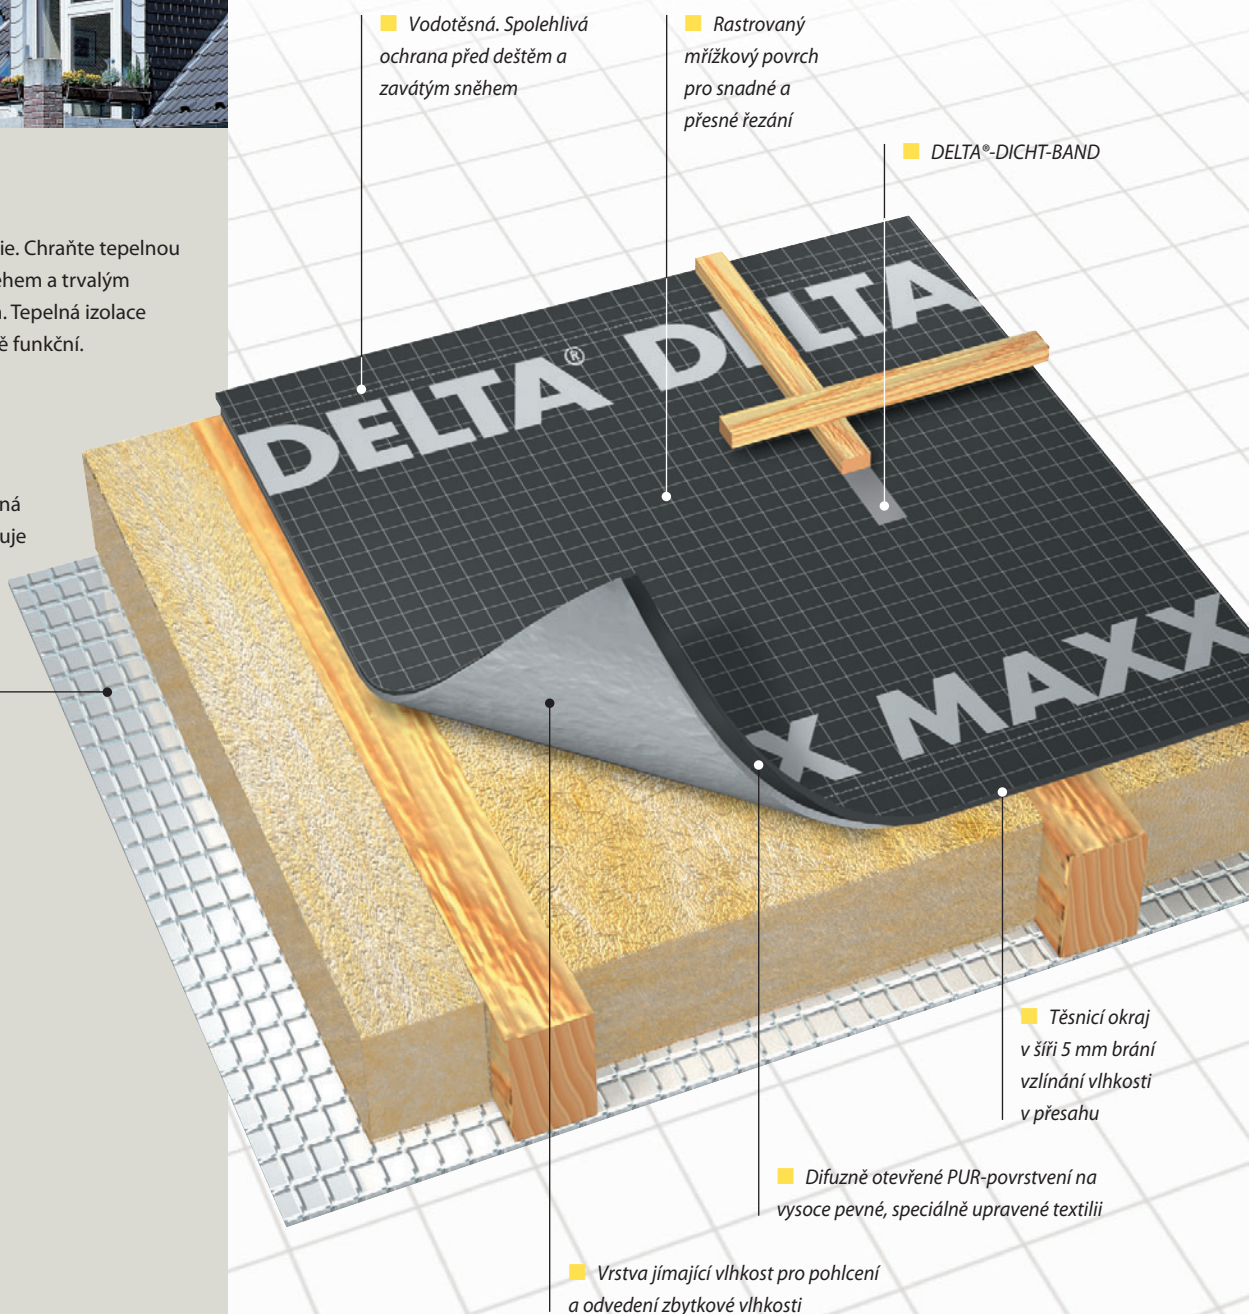 Vodotěsná. Spolehlivá
ochrana před deštěm a
zavátým sněhem
Rastrovaný
mřížkový povrch
pro snadné a
přesné řezání
DELTA®-DICHT-BAND
ie. Chraňte tepelnou
ěhem a trvalým
. Tepelná izolace
ě funkční.
ná
uje
DELTA® DELTA
X MAXX
Těsnicí okraj
v šíři 5 mm brání
vzlínání vlhkosti
v přesahu
Difuzně otevřené PUR-povrstvení na
vysoce pevné, speciálně upravené textilii
Vrstva jímající vlhkost pro pohlcení
a odvedení zbytkové vlhkosti